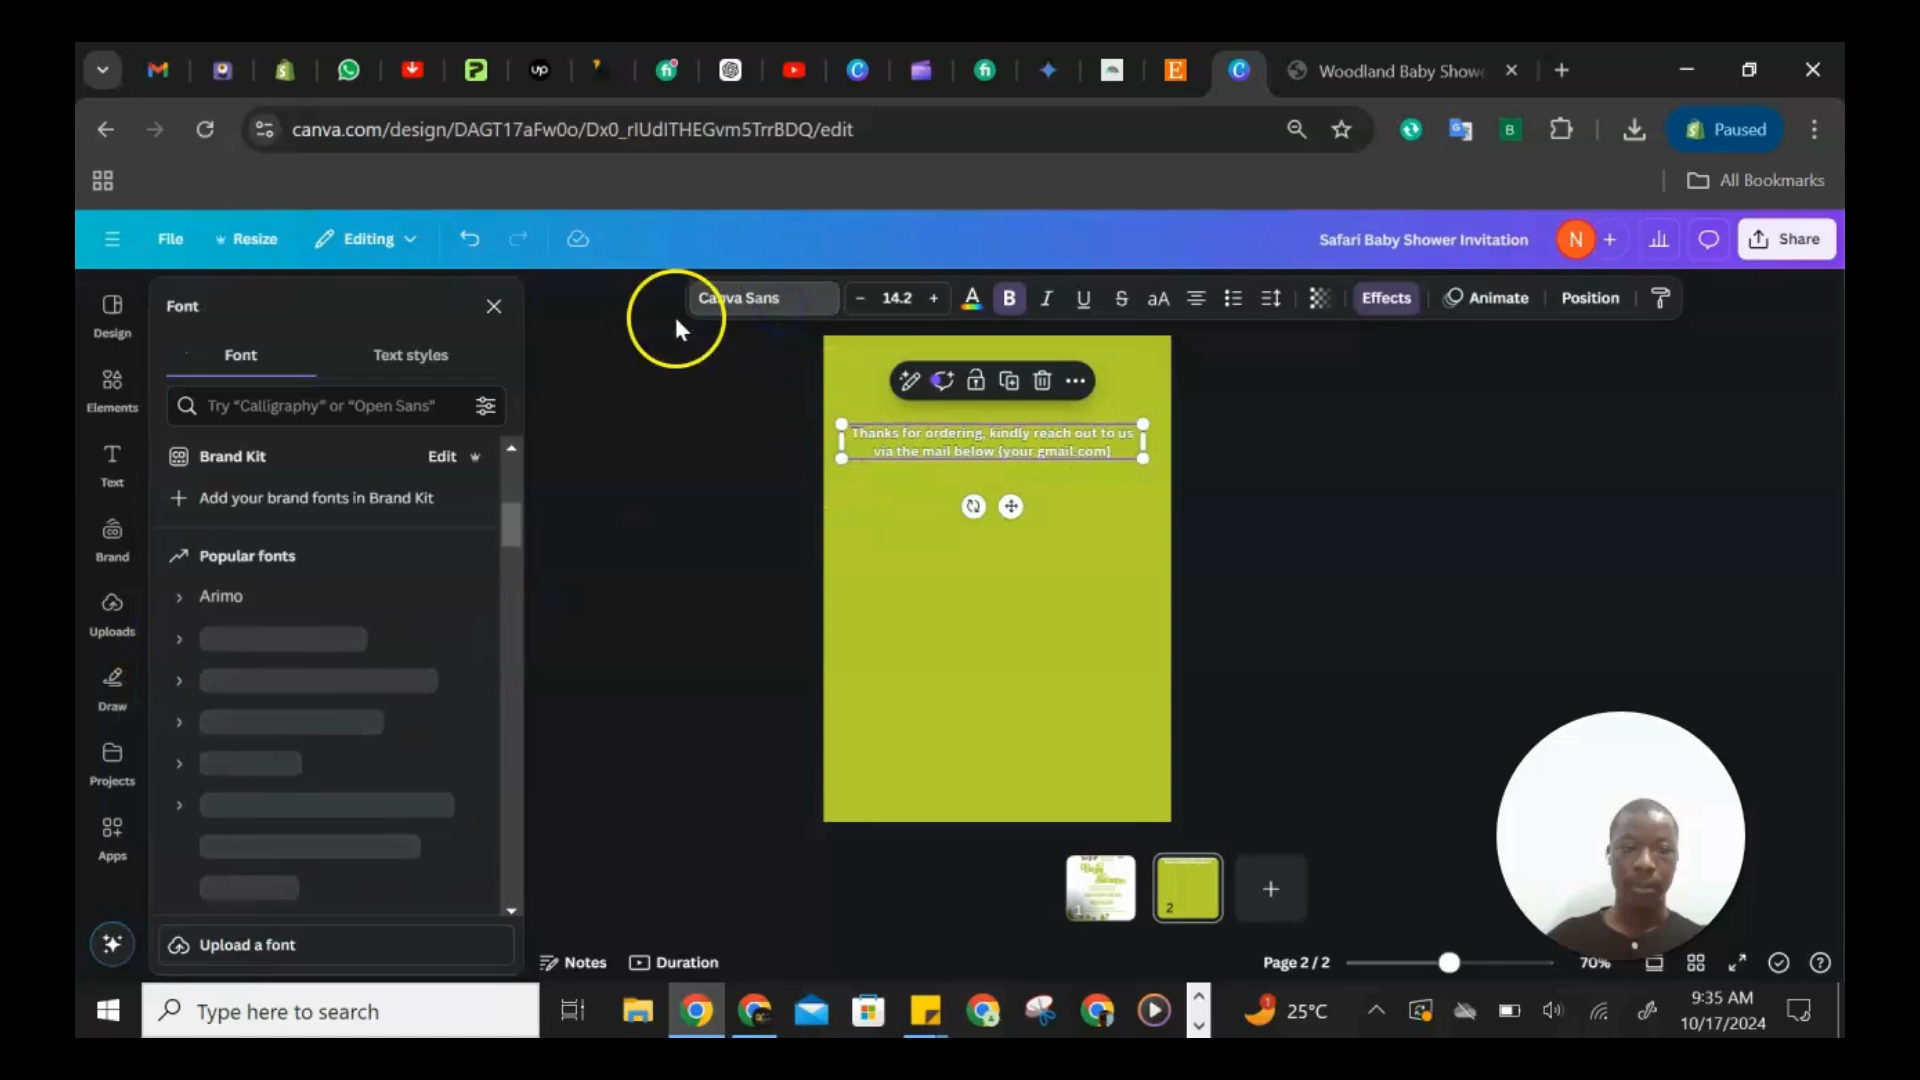 Woodland Baby Show
canva.com/design/DAGT17aFw0o/Dx0_rIUdITHEGvm5TrrBDQ/edit
Paused
All Bookmarks
File
Resize
Editing
Safari Baby Shower Invitation
N
Share
Font
Canva Sans
14.2
Effects
Animate
Position
Design
Font
Text styles
Elements
Try “Calligraphy” or “Open Sans”
Thanks for ordering, kindly reach out to us
via the mail below {your gmail.com}
Brand Kit
Edit
Text
Add your brand fonts in Brand Kit
Brand
Popular fonts
Arimo
Uploads
Draw
Projects
Apps
1
2
Upload a font
Notes
Duration
Page 2 / 2
70%
Type here to search
25°C
9:35 AM
10/17/2024